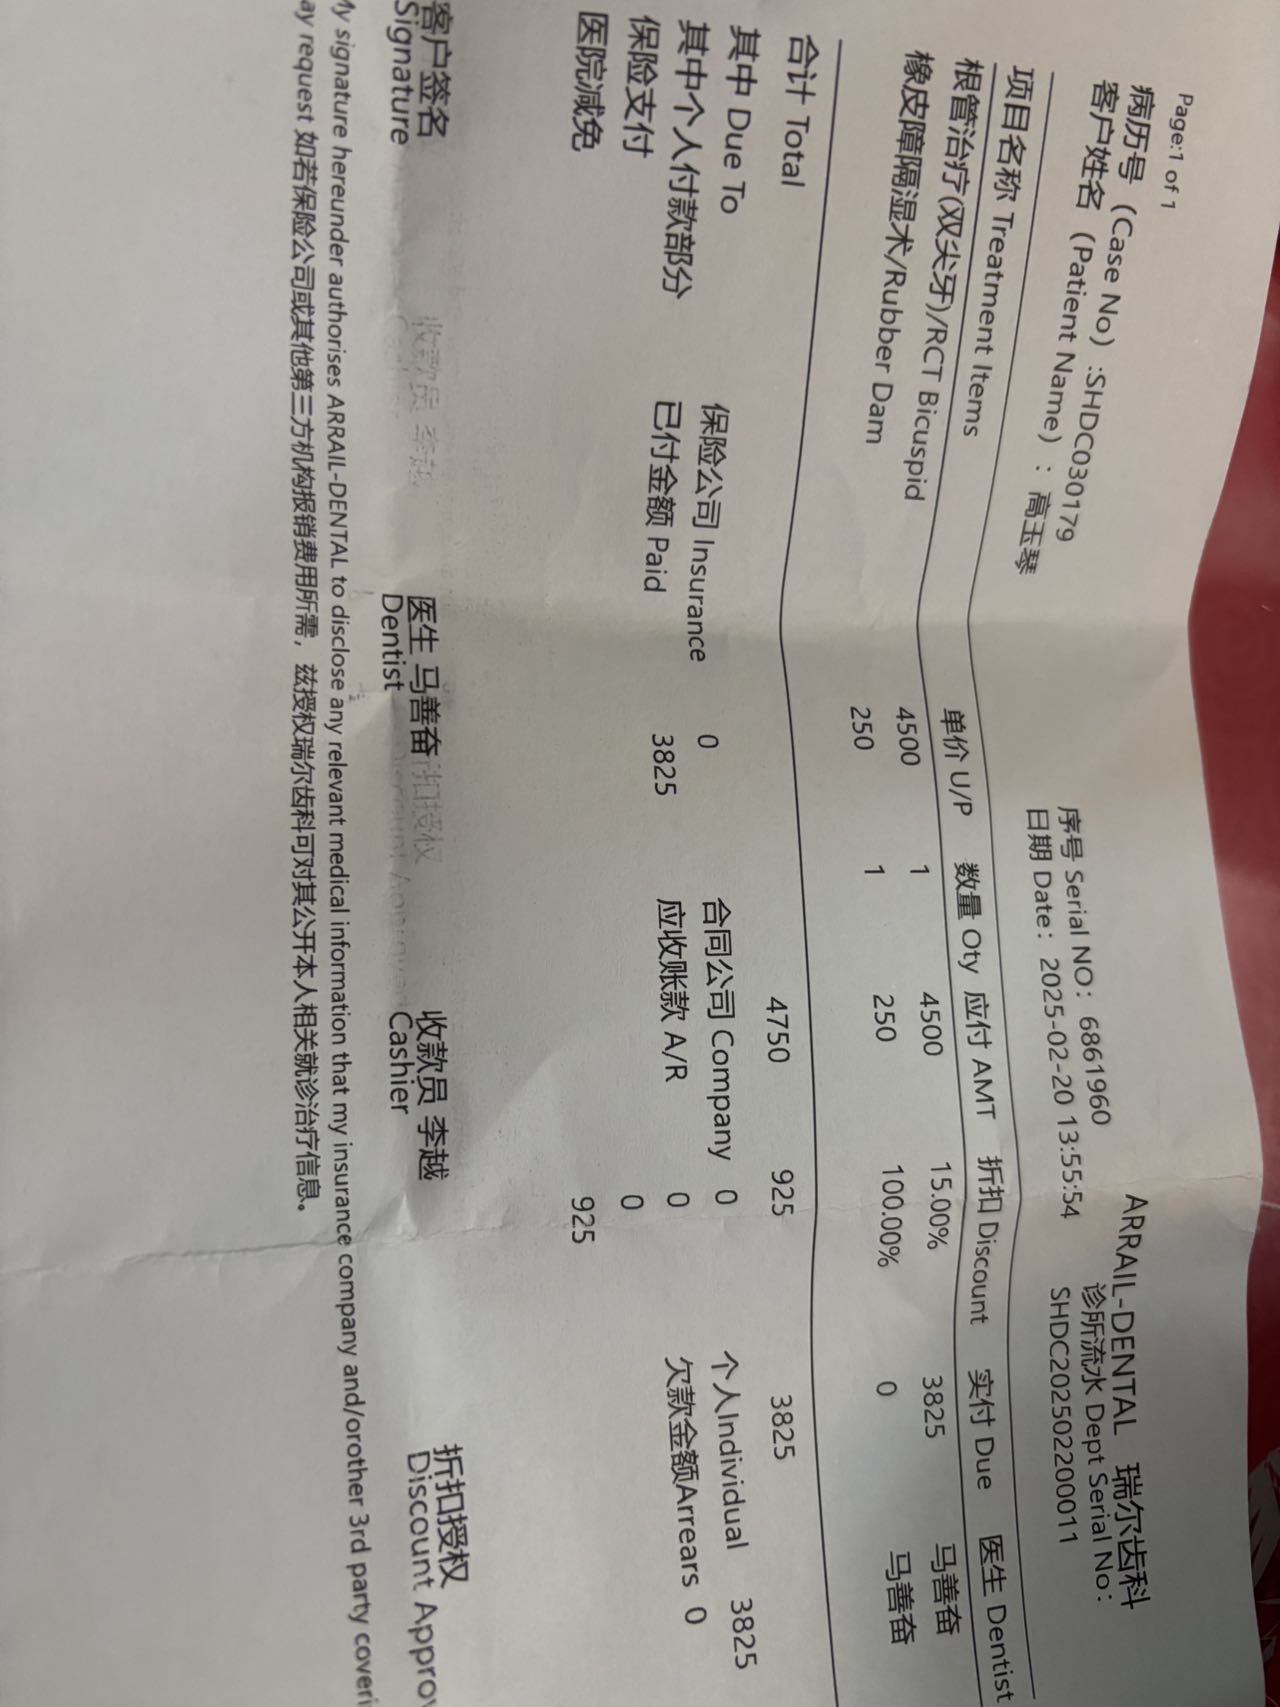 Page:1 of 1
ARRAIL-DENTAL 瑞尔齿科
病历号 (Case No) :SHDC030179
序号 Serial NO: 6861960
诊所流水 Dept Serial No:
客户姓名 (Patient Name) : 高玉琴
日期 Date: 2025-02-20 13:55:54
SHDC202502200011
项目名称 Treatment Items 单价 U/P 数量 Qty 应付 AMT 折扣 Discount 实付 Due 医生 Dentist
根管治疗(双尖牙)/RCT Bicuspid 4500 1 4500 15.00% 3825 马善奋
橡皮障隔湿术/Rubber Dam 250 1 250 100.00% 0 马善奋
合计 Total 4750 925 3825
其中 Due To 保险公司 Insurance 0 合同公司 Company 0 个人Individual 3825
其中个人付款部分 已付金额 Paid 3825 应收账款 A/R 0 欠款金额Arrears 0
保险支付 0
医院减免 925
客户签名 医生 马善奋 收款员 李越 折扣授权
Signature Dentist Cashier Discount Appro
收款员 李越
折扣授权
Discount Approver
My signature hereunder authorises ARRAIL-DENTAL to disclose any relevant medical information that my insurance company and/orother 3rd party coveri
ay request 如若保险公司或其他第三方机构报销费用所需，兹授权瑞尔齿科可对其公开本人相关就诊治疗信息。